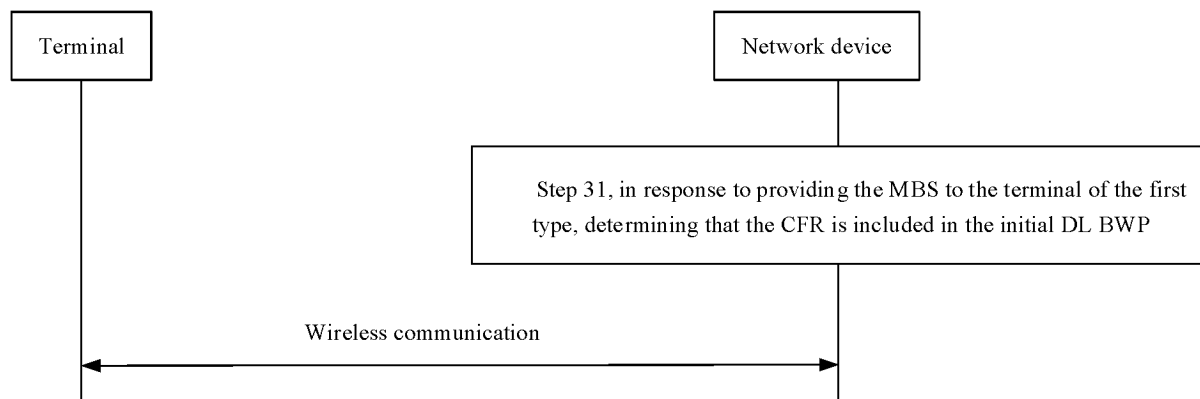 Terminal
Network device
Step 31, in response to providing the MBS to the terminal of the first
type, determining that the CFR is included in the initial DL BWP
Wireless communication